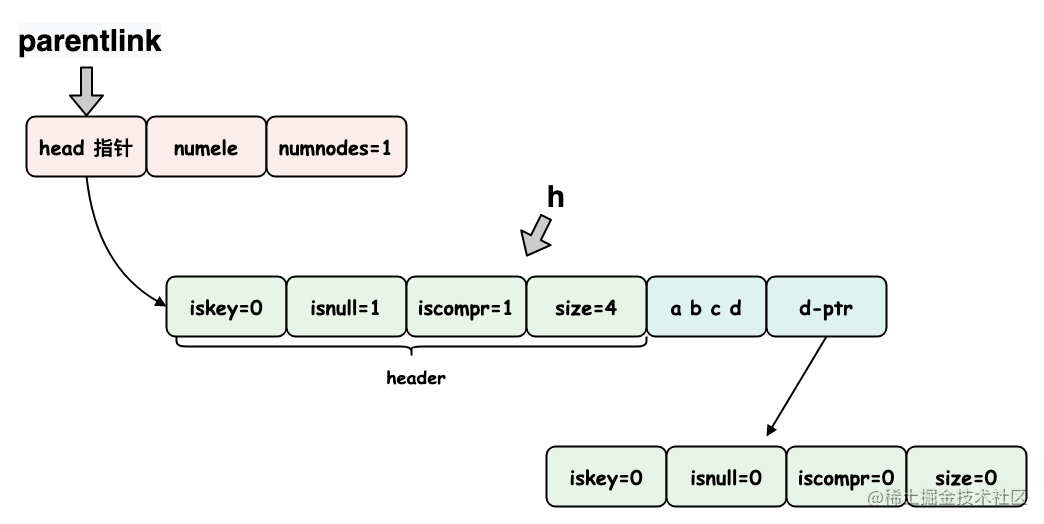 parentlink
head 指针 numele numnodes=1
h
iskey=0 isnull=1 iscompr=1 size=4 a b c d d-ptr
header
iskey=0 isnull=0 iscompr=0 size=0
@稀土掘金技术社区